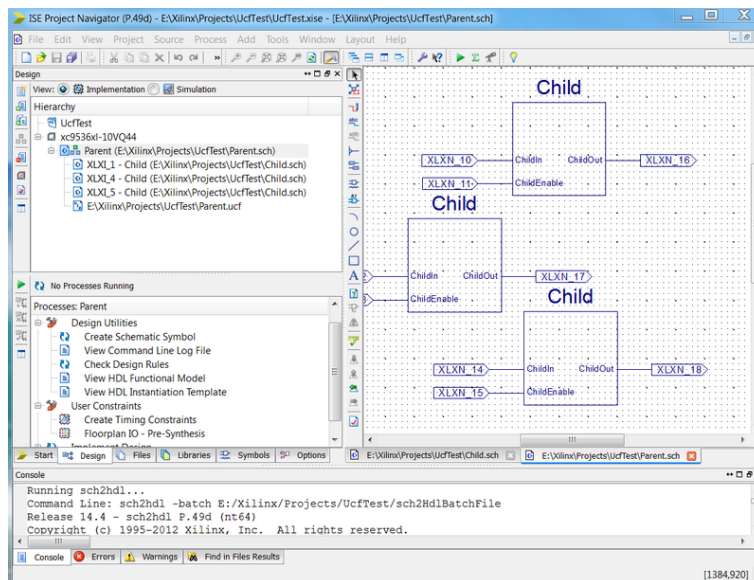 ISE Project Navigator (P.49d) - E:\Xilinx\Projects\UcfTest\UcfTest.xise - [E:\Xilinx\Projects\UcfTest\Parent.sch]
File Edit View Project Source Process Add Tools Window Layout Help
Design
View: Implementation Simulation
Hierarchy
UcfTest
xc9536xl-10VQ44
Parent (E:\Xilinx\Projects\UcfTest\Parent.sch)
XLXI_1 - Child (E:\Xilinx\Projects\UcfTest\Child.sch)
XLXI_4 - Child (E:\Xilinx\Projects\UcfTest\Child.sch)
XLXI_5 - Child (E:\Xilinx\Projects\UcfTest\Child.sch)
E:\Xilinx\Projects\UcfTest\Parent.ucf
No Processes Running
Processes: Parent
Design Utilities
Create Schematic Symbol
View Command Line Log File
Check Design Rules
View HDL Functional Model
View HDL Instantiation Template
User Constraints
Create Timing Constraints
Floorplan IO - Pre-Synthesis
Implement Design
Start Design Files Libraries Symbols Options
Child
XLXN_10 ChildIn ChildOut XLXN_16
XLXN_11 ChildEnable
Child
2 ChildIn ChildOut XLXN_17
3 ChildEnable
Child
XLXN_14 ChildIn ChildOut XLXN_18
XLXN_15 ChildEnable
E:\Xilinx\Projects\UcfTest\Child.sch E:\Xilinx\Projects\UcfTest\Parent.sch
Console
Running sch2hdl...
Command Line: sch2hdl -batch E:/Xilinx/Projects/UcfTest/sch2HdlBatchFile
Release 14.4 - sch2hdl P.49d (nt64)
Copyright (c) 1995-2012 Xilinx, Inc. All rights reserved.
Console Errors Warnings Find in Files Results
[1384,920]